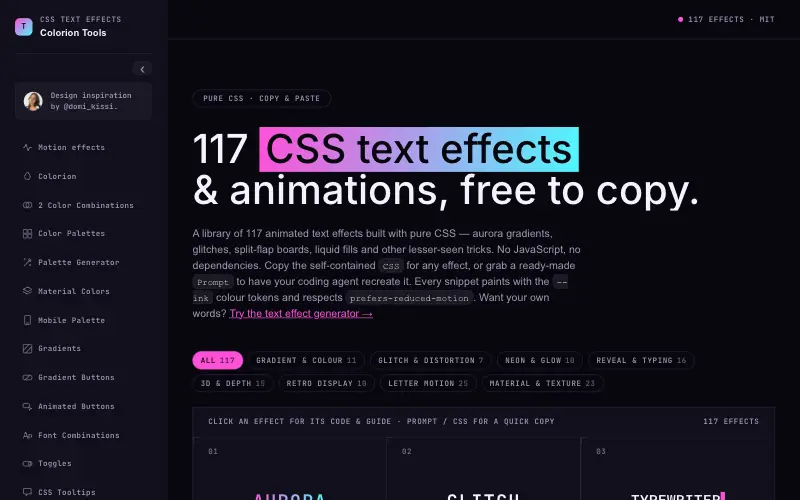 T
CSS TEXT EFFECTS
Colorion Tools
117 EFFECTS · MIT
Design inspiration
by @domi_kissi.
Motion effects
Colorion
2 Color Combinations
Color Palettes
Palette Generator
Material Colors
Mobile Palette
Gradients
Gradient Buttons
Animated Buttons
Font Combinations
Toggles
CSS Tooltips
PURE CSS · COPY & PASTE
117 CSS text effects
& animations, free to copy.
A library of 117 animated text effects built with pure CSS — aurora gradients,
glitches, split-flap boards, liquid fills and other lesser-seen tricks. No JavaScript, no
dependencies. Copy the self-contained CSS for any effect, or grab a ready-made
Prompt to have your coding agent recreate it. Every snippet paints with the --
ink colour tokens and respects prefers-reduced-motion. Want your own
words? Try the text effect generator →
ALL 117 GRADIENT & COLOUR 11 GLITCH & DISTORTION 7 NEON & GLOW 10 REVEAL & TYPING 16
3D & DEPTH 15 RETRO DISPLAY 10 LETTER MOTION 25 MATERIAL & TEXTURE 23
CLICK AN EFFECT FOR ITS CODE & GUIDE · PROMPT / CSS FOR A QUICK COPY 117 EFFECTS
01 02 03
AURORA GLITCH TYPEWRITER